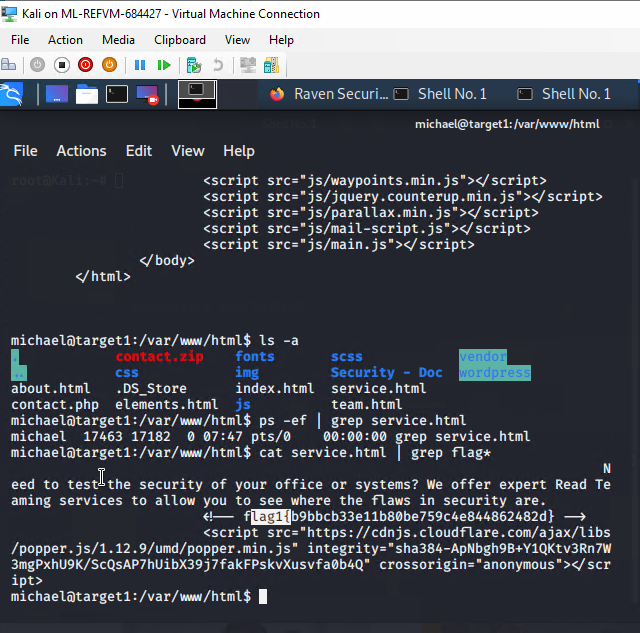 Kali on ML-REFVM-684427 - Virtual Machine Connection
File Action Media Clipboard View Help
Raven Securi... Shell No. 1 Shell No. 1
michael@target1:/var/www/html
File Actions Edit View Help
root@Kali:~#
<script src="js/waypoints.min.js"></script>
<script src="js/jquery.counterup.min.js"></script>
<script src="js/parallax.min.js"></script>
<script src="js/mail-script.js"></script>
<script src="js/main.js"></script>
</body>
</html>
michael@target1:/var/www/html$ ls -a
. contact.zip fonts scss vendor
.. css img Security - Doc wordpress
about.html .DS_Store index.html service.html
contact.php elements.html js team.html
michael@target1:/var/www/html$ ps -ef | grep service.html
michael 17463 17182 0 07:47 pts/0 00:00:00 grep service.html
michael@target1:/var/www/html$ cat service.html | grep flag*
N
eed to test the security of your office or systems? We offer expert Read Te
aming services to allow you to see where the flaws in security are.
<!-- flag1{b9bbcb33e11b80be759c4e844862482d} -->
<script src="https://cdnjs.cloudflare.com/ajax/libs
/popper.js/1.12.9/umd/popper.min.js" integrity="sha384-ApNbgh9B+Y1QKtv3Rn7W
3mgPxhU9K/ScQsAP7hUibX39j7fakFPskvXusvfa0b4Q" crossorigin="anonymous"></scr
ipt>
michael@target1:/var/www/html$